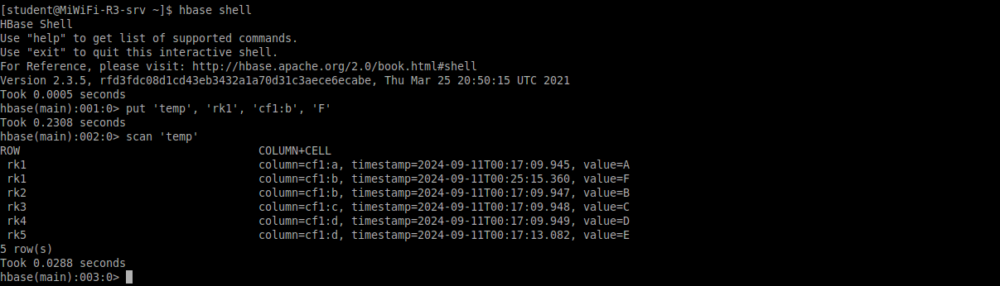 [student@MiWiFi-R3-srv ~]$ hbase shell
HBase Shell
Use "help" to get list of supported commands.
Use "exit" to quit this interactive shell.
For Reference, please visit: http://hbase.apache.org/2.0/book.html#shell
Version 2.3.5, rfd3fdc08d1cd43eb3432a1a70d31c3aece6ecabe, Thu Mar 25 20:50:15 UTC 2021
Took 0.0005 seconds
hbase(main):001:0> put 'temp', 'rk1', 'cf1:b', 'F'
Took 0.2308 seconds
hbase(main):002:0> scan 'temp'
ROW                                   COLUMN+CELL
 rk1                                  column=cf1:a, timestamp=2024-09-11T00:17:09.945, value=A
 rk1                                  column=cf1:b, timestamp=2024-09-11T00:25:15.360, value=F
 rk2                                  column=cf1:b, timestamp=2024-09-11T00:17:09.947, value=B
 rk3                                  column=cf1:c, timestamp=2024-09-11T00:17:09.948, value=C
 rk4                                  column=cf1:d, timestamp=2024-09-11T00:17:09.949, value=D
 rk5                                  column=cf1:d, timestamp=2024-09-11T00:17:13.082, value=E
5 row(s)
Took 0.0288 seconds
hbase(main):003:0>